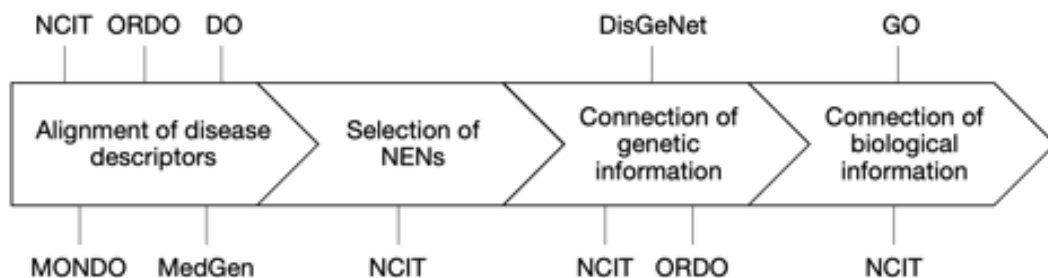 NCIT ORDO DO DisGeNet GO
Alignment of disease
descriptors
Selection of
NENs
Connection of
genetic
information
Connection of
biological
information
MONDO MedGen NCIT NCIT ORDO NCIT